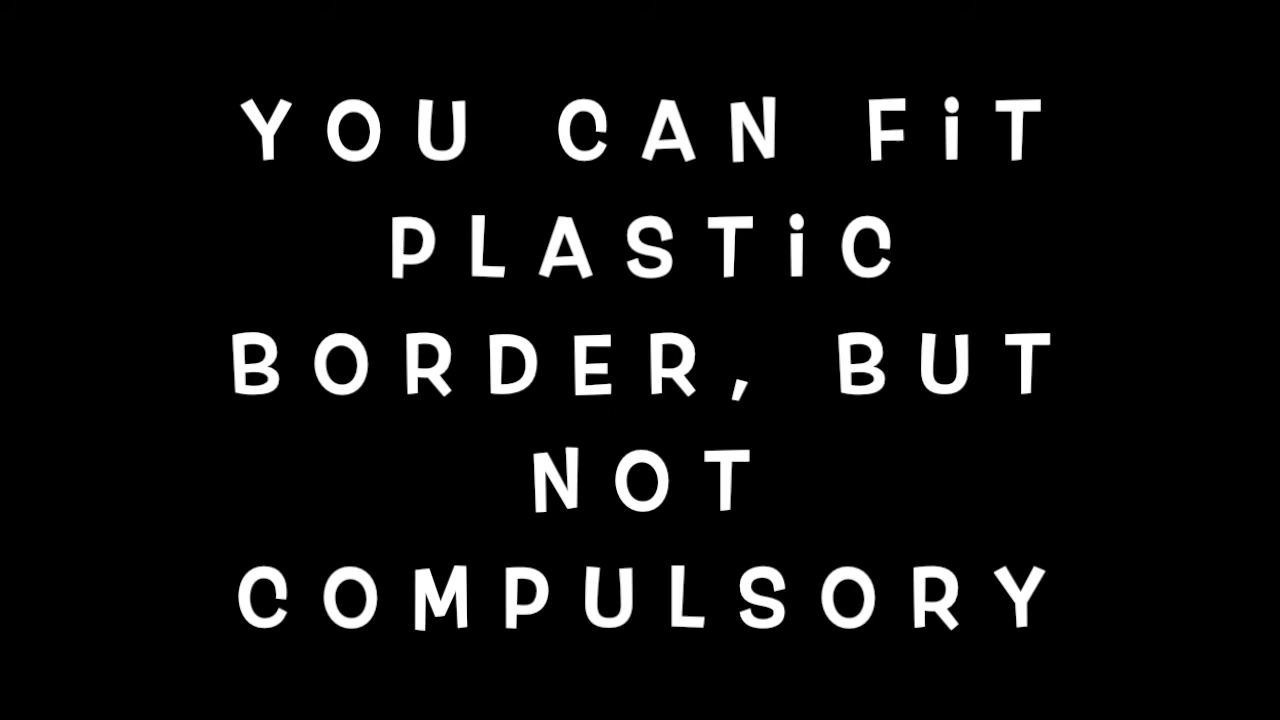 YOU CAN FiT
PLASTiC
BORDER, BUT
NOT
COMPULSORY